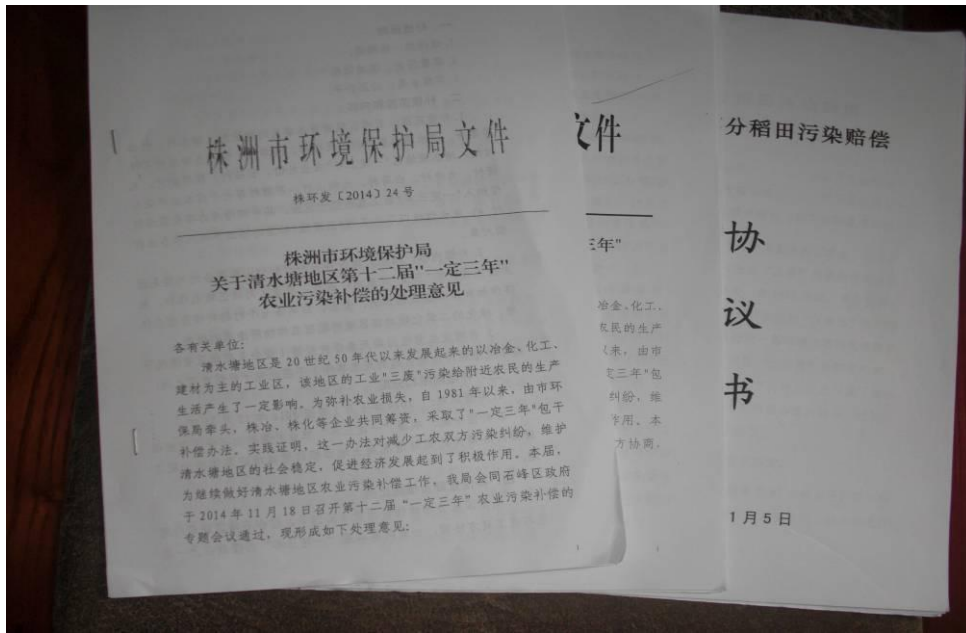 株洲市环境保护局文件
株环发〔2014〕24号
株洲市环境保护局
关于清水塘地区第十二届"一定三年"
农业污染补偿的处理意见
各有关单位:
清水塘地区是20世纪50年代以来发展起来的以冶金、化工、
建材为主的工业区，该地区的工业"三废"污染给附近农民的生产
生活产生了一定影响。为弥补农业损失，自1981年以来，由市环
保局牵头，株冶、株化等企业共同筹资，采取了"一定三年"包干
补偿办法。实践证明，这一办法对减少工农双方污染纠纷，维护
清水塘地区的社会稳定，促进经济发展起到了积极作用。本届，
为继续做好清水塘地区农业污染补偿工作，我局会同石峰区政府
于2014年11月18日召开第十二届"一定三年"农业污染补偿的
专题会议通过，现形成如下处理意见:
文件
三年"
冶金、化工、
农民的生产
以来，由市
定三年"包
纠纷，维
作用。本
方协商，
分稻田污染赔偿
协
议
书
1月5日